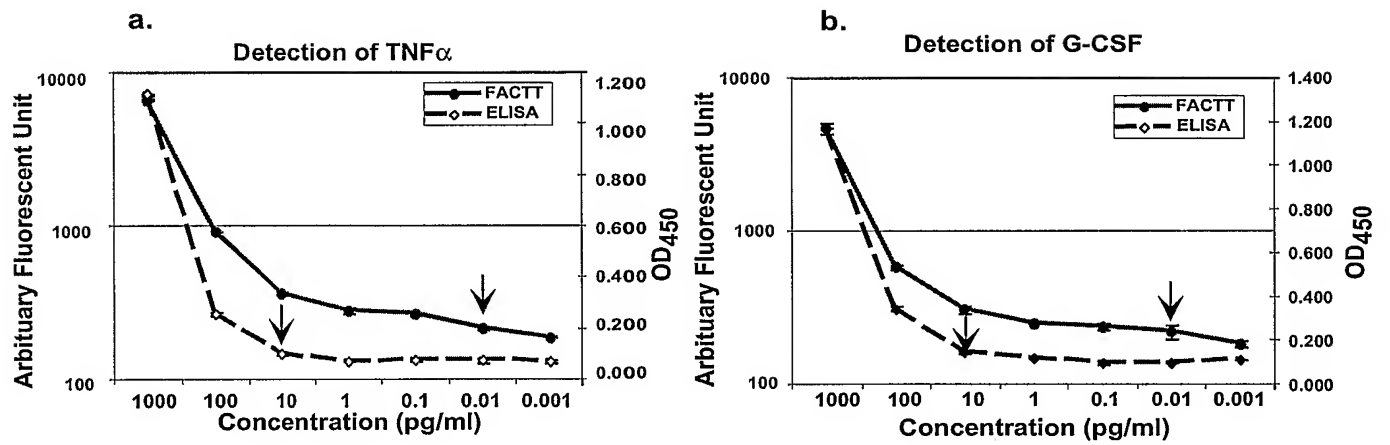 a.
Detection of TNFα
Arbituary Fluorescent Unit
10000
1000
100
FACTT
ELISA
1.200
1.000
0.800
0.600
0.400
0.200
0.000
OD450
1000 100 10 1 0.1 0.01 0.001
Concentration (pg/ml)
b.
Detection of G-CSF
Arbituary Fluorescent Unit
10000
1000
100
FACTT
ELISA
1.400
1.200
1.000
0.800
0.600
0.400
0.200
0.000
OD450
1000 100 10 1 0.1 0.01 0.001
Concentration (pg/ml)